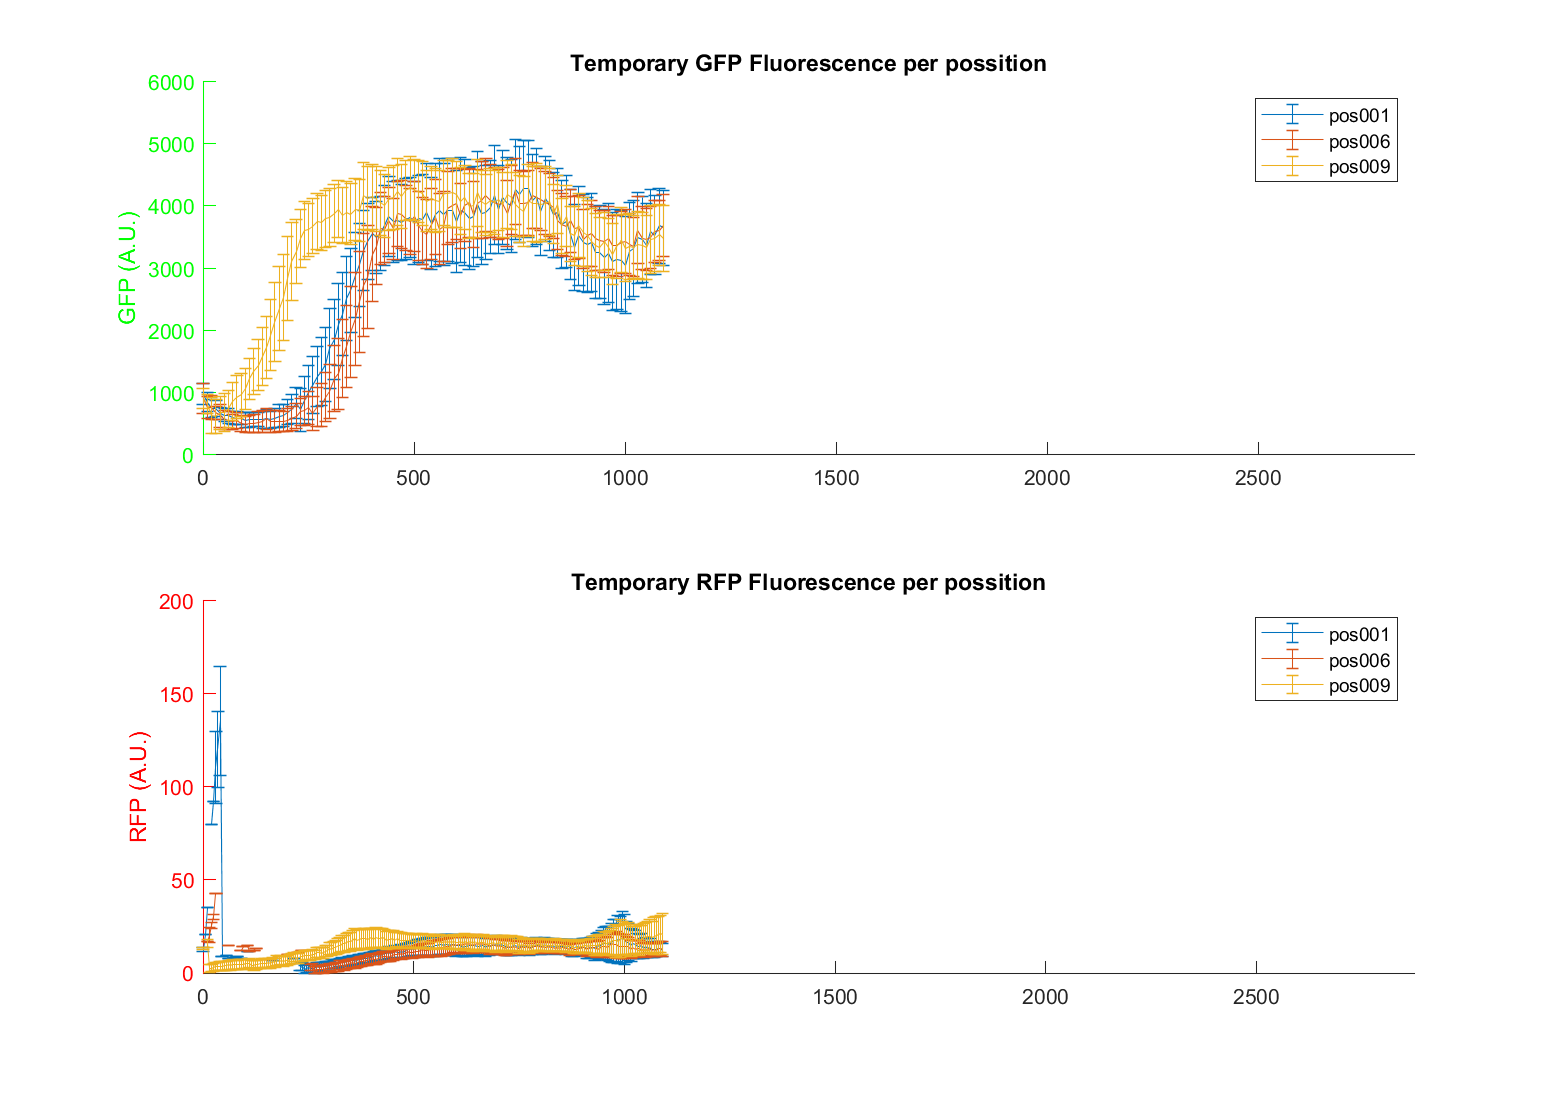 Temporary GFP Fluorescence per possition
6000
5000
4000
3000
2000
1000
0
GFP (A.U.)
pos001
pos006
pos009
0 500 1000 1500 2000 2500
Temporary RFP Fluorescence per possition
200
150
100
50
0
RFP (A.U.)
pos001
pos006
pos009
0 500 1000 1500 2000 2500